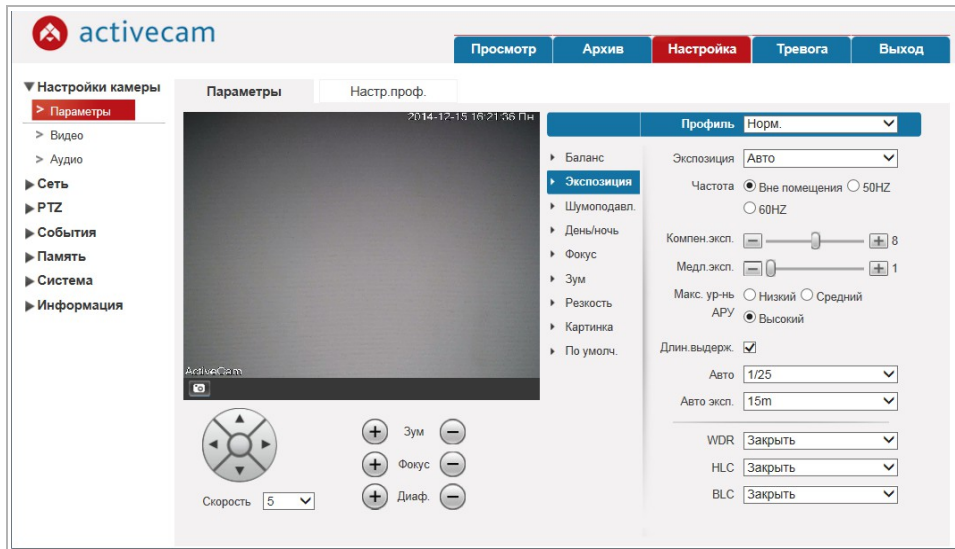 activecam
Просмотр Архив Настройка Тревога Выход
Настройки камеры
> Параметры
> Видео
> Аудио
Сеть
PTZ
События
Память
Система
Информация
Параметры Настр.проф.
2014-12-15 16:21:36 Пн
ActiveCam
Скорость 5
+ Зум −
+ Фокус −
+ Диаф. −
Баланс
Экспозиция
Шумоподавл.
День/ночь
Фокус
Зум
Резкость
Картинка
По умолч.
Профиль Норм.
Экспозиция Авто
Частота Вне помещения 50HZ
60HZ
Компен.эксп. 8
Медл.эксп. 1
Макс. ур-нь Низкий Средний
АРУ Высокий
Длин.выдерж.
Авто 1/25
Авто эксп. 15m
WDR Закрыть
HLC Закрыть
BLC Закрыть